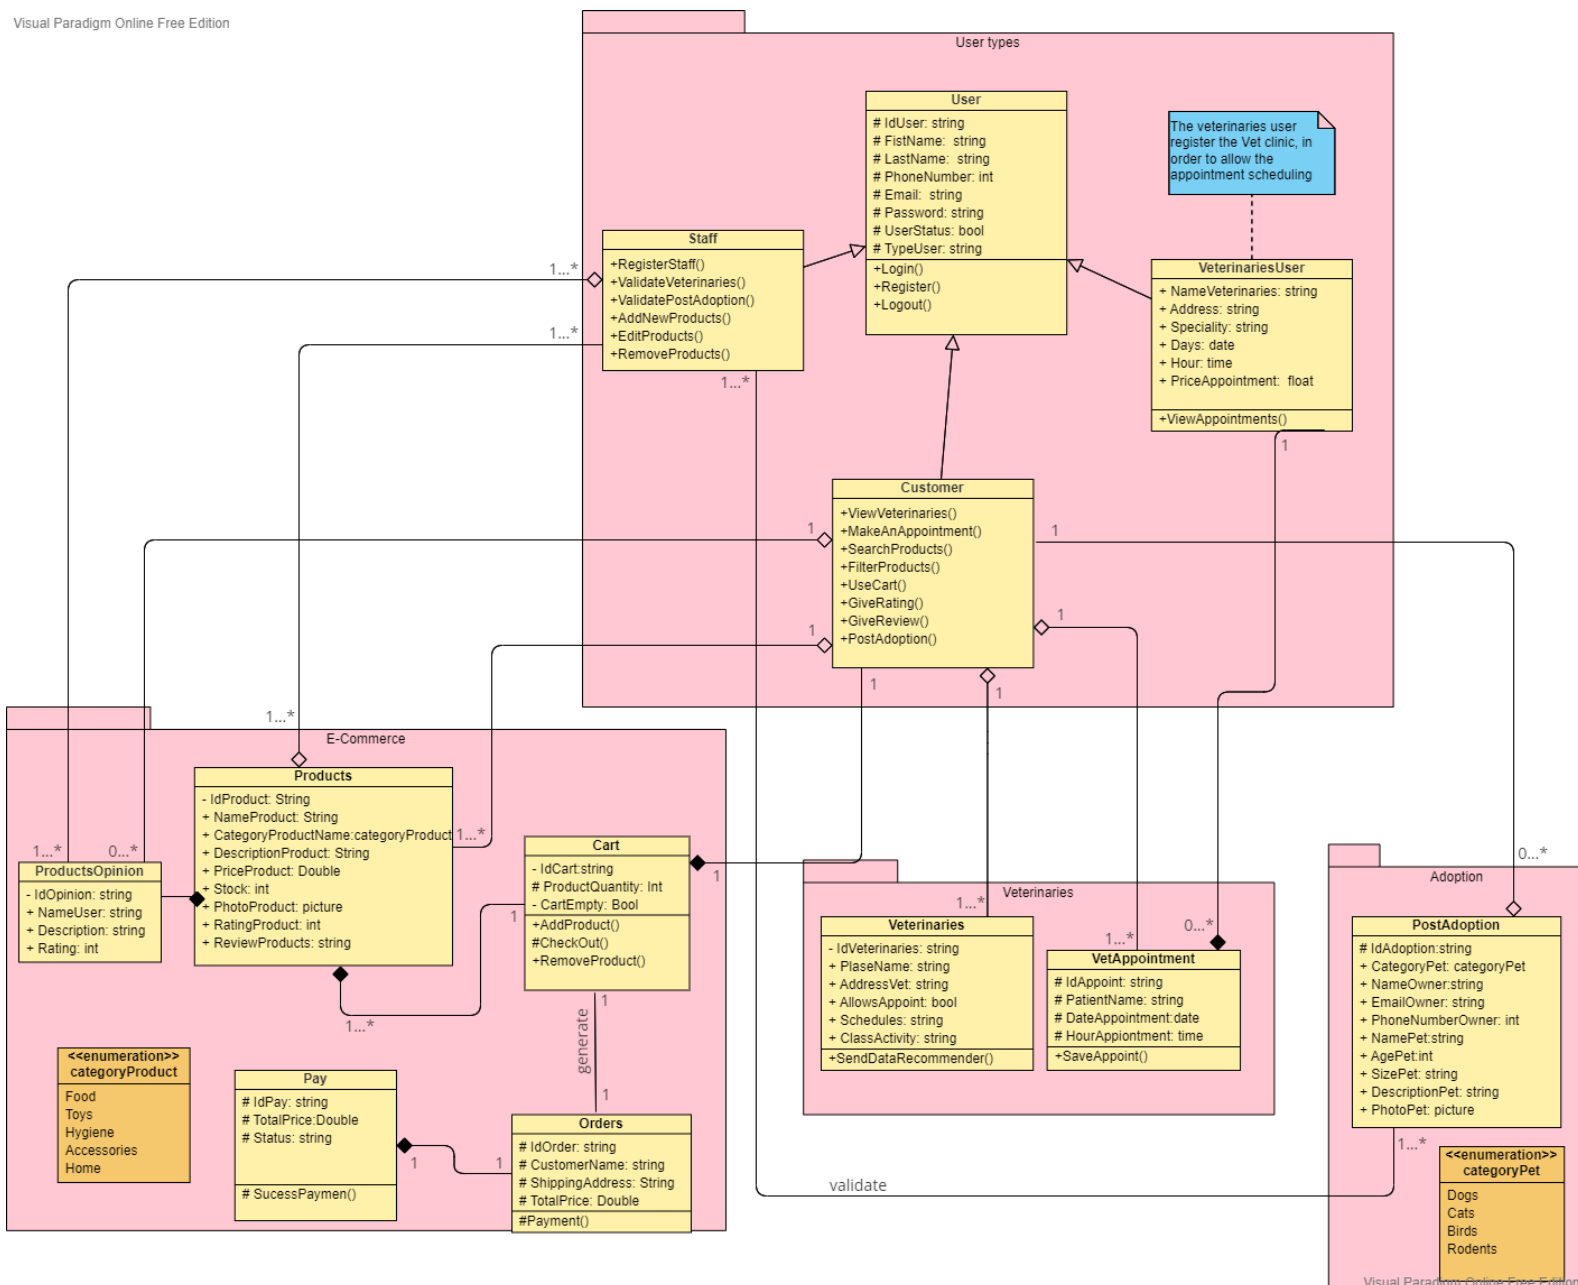 Visual Paradigm Online Free Edition
User types
User
# IdUser: string
# FistName:  string
# LastName:  string
# PhoneNumber: int
# Email:  string
# Password: string
# UserStatus: bool
# TypeUser: string
+Login()
+Register()
+Logout()
The veterinaries user
register the Vet clinic, in
order to allow the
appointment scheduling
Staff
+RegisterStaff()
+ValidateVeterinaries()
+ValidatePostAdoption()
+AddNewProducts()
+EditProducts()
+RemoveProducts()
1...*
1...*
1...*
VeterinariesUser
+ NameVeterinaries: string
+ Address: string
+ Speciality: string
+ Days: date
+ Hour: time
+ PriceAppointment:  float
+ViewAppointments()
1
Customer
+ViewVeterinaries()
+MakeAnAppointment()
+SearchProducts()
+FilterProducts()
+UseCart()
+GiveRating()
+GiveReview()
+PostAdoption()
1
1
1
1
1
1
E-Commerce
1...*
Products
- IdProduct: String
+ NameProduct: String
+ CategoryProductName:categoryProduct
+ DescriptionProduct: String
+ PriceProduct: Double
+ Stock: int
+ PhotoProduct: picture
+ RatingProduct: int
+ ReviewProducts: string
1...*
1...*
0...*
ProductsOpinion
- IdOpinion: string
+ NameUser: string
+ Description: string
+ Rating: int
Cart
- IdCart:string
# ProductQuantity: Int
- CartEmpty: Bool
+AddProduct()
#CheckOut()
+RemoveProduct()
1
1
1...*
1
generate
1
<<enumeration>>
categoryProduct
Food
Toys
Hygiene
Accessories
Home
Pay
# IdPay: string
# TotalPrice:Double
# Status: string
# SucessPaymen()
1
1
Orders
# IdOrder: string
# CustomerName: string
# ShippingAddress: String
# TotalPrice: Double
#Payment()
Veterinaries
1...*
Veterinaries
- IdVeterinaries: string
+ PlaseName: string
+ AddressVet: string
+ AllowsAppoint: bool
+ Schedules: string
+ ClassActivity: string
+SendDataRecommender()
1...*
0...*
VetAppointment
# IdAppoint: string
# PatientName: string
# DateAppointment:date
# HourAppiontment: time
+SaveAppoint()
validate
0...*
Adoption
PostAdoption
# IdAdoption:string
+ CategoryPet: categoryPet
+ NameOwner:string
+ EmailOwner: string
+ PhoneNumberOwner: int
+ NamePet:string
+ AgePet:int
+ SizePet: string
+ DescriptionPet: string
+ PhotoPet: picture
1...*
<<enumeration>>
categoryPet
Dogs
Cats
Birds
Rodents
Visual Paradigm Online Free Edition